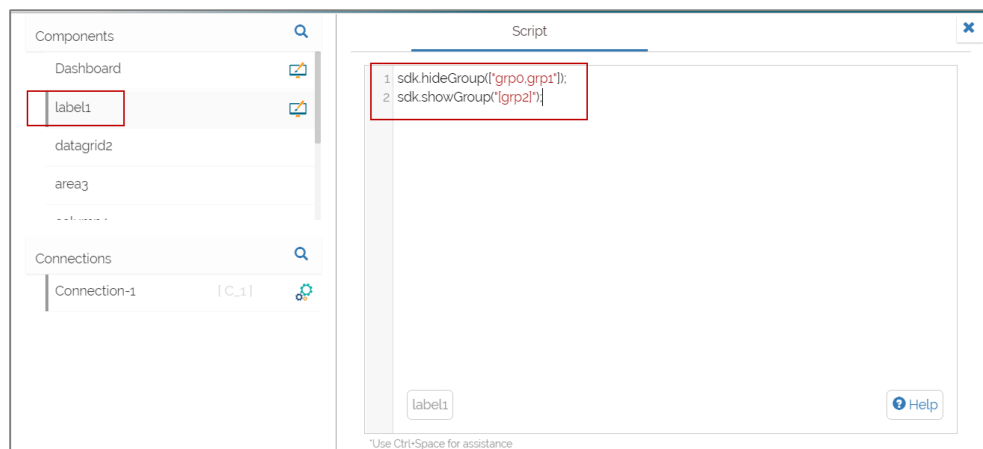 Components
Dashboard
label1
datagrid2
area3
Connections
Connection-1 [ C_1 ]
Script
1 sdk.hideGroup(["grp0,grp1"]);
2 sdk.showGroup("[grp2]");
label1
Help
*Use Ctrl+Space for assistance